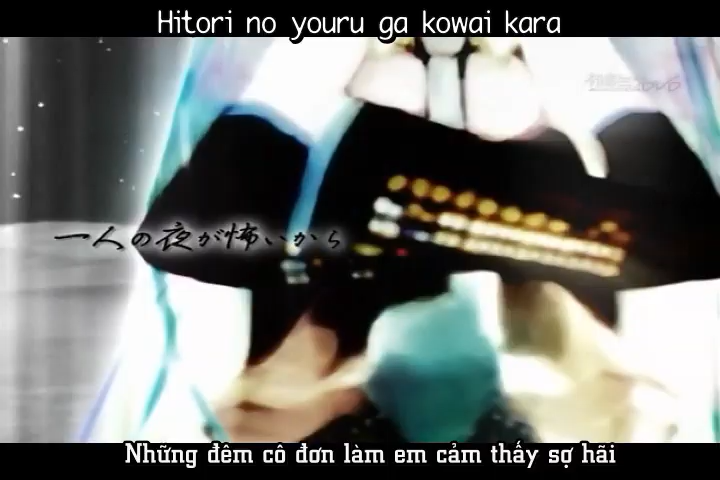 Hitori no youru ga kowai kara
一人の夜が怖いから
Những đêm cô đơn làm em cảm thấy sợ hãi